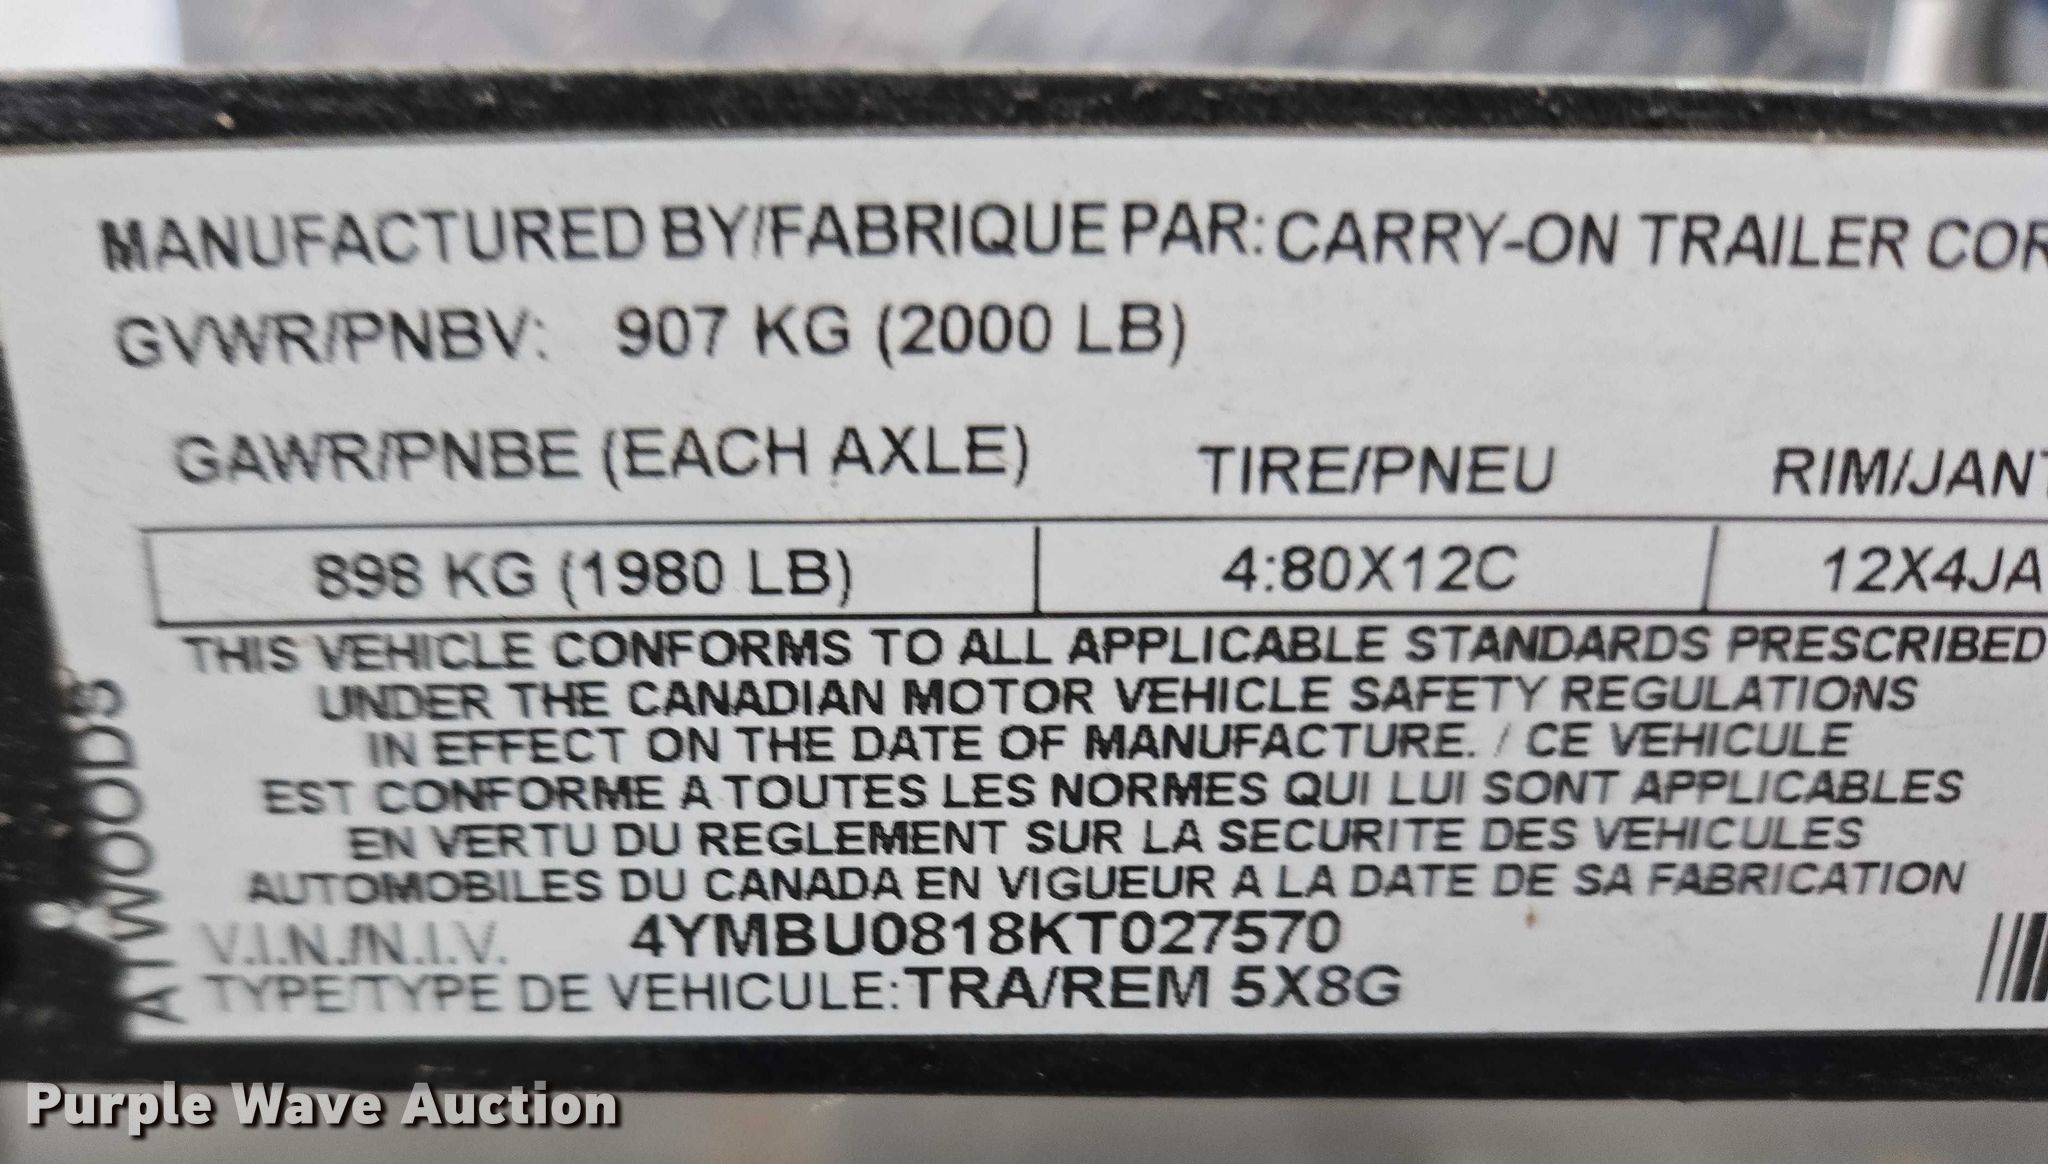 MANUFACTURED BY/FABRIQUE PAR: CARRY-ON TRAILER COR
GVWR/PNBV: 907 KG (2000 LB)
GAWR/PNBE (EACH AXLE) TIRE/PNEU RIM/JANT
898 KG (1980 LB) 4:80X12C 12X4JA
THIS VEHICLE CONFORMS TO ALL APPLICABLE STANDARDS PRESCRIBED
UNDER THE CANADIAN MOTOR VEHICLE SAFETY REGULATIONS
IN EFFECT ON THE DATE OF MANUFACTURE. / CE VEHICULE
EST CONFORME A TOUTES LES NORMES QUI LUI SONT APPLICABLES
EN VERTU DU REGLEMENT SUR LA SECURITE DES VEHICULES
AUTOMOBILES DU CANADA EN VIGUEUR A LA DATE DE SA FABRICATION
V.I.N./N.I.V. 4YMBU0818KT027570
TYPE/TYPE DE VEHICULE: TRA/REM 5X8G
ATWOODS
Purple Wave Auction